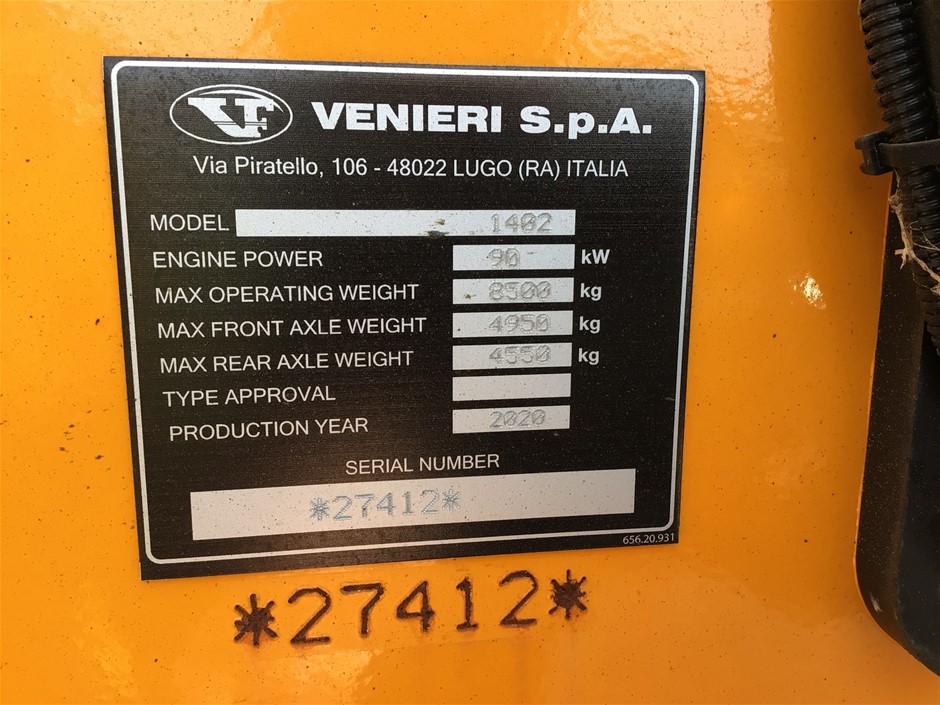 VF VENIERI S.p.A.
Via Piratello, 106 - 48022 LUGO (RA) ITALIA
MODEL 1402
ENGINE POWER 90 kW
MAX OPERATING WEIGHT 8500 kg
MAX FRONT AXLE WEIGHT 4950 kg
MAX REAR AXLE WEIGHT 4550 kg
TYPE APPROVAL
PRODUCTION YEAR 2020
SERIAL NUMBER
*27412*
656.20.931
*27412*